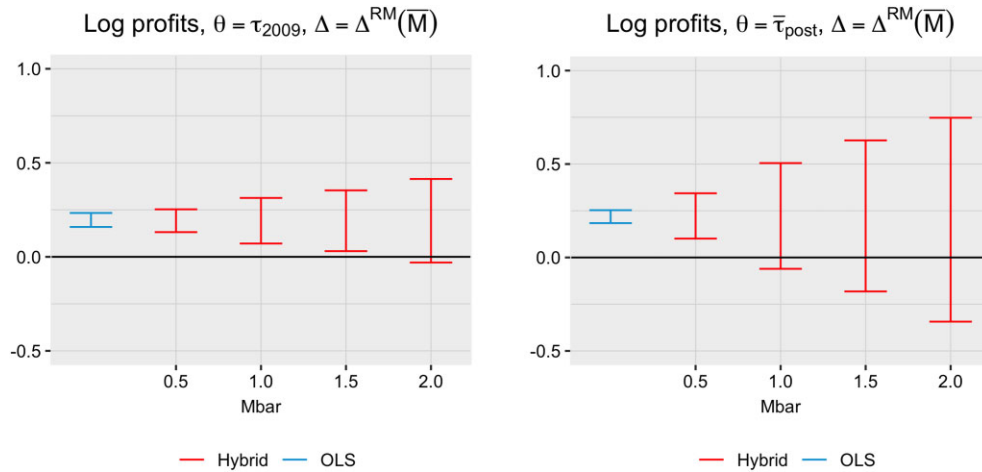 Log profits, θ = τ₂₀₀₉, Δ = Δᴿᴹ(M̅)
1.0
0.5
0.0
-0.5
0.5 1.0 1.5 2.0
Mbar
Hybrid OLS
Log profits, θ = τ̅ₚₒₛₜ, Δ = Δᴿᴹ(M̅)
1.0
0.5
0.0
-0.5
0.5 1.0 1.5 2.0
Mbar
Hybrid OLS